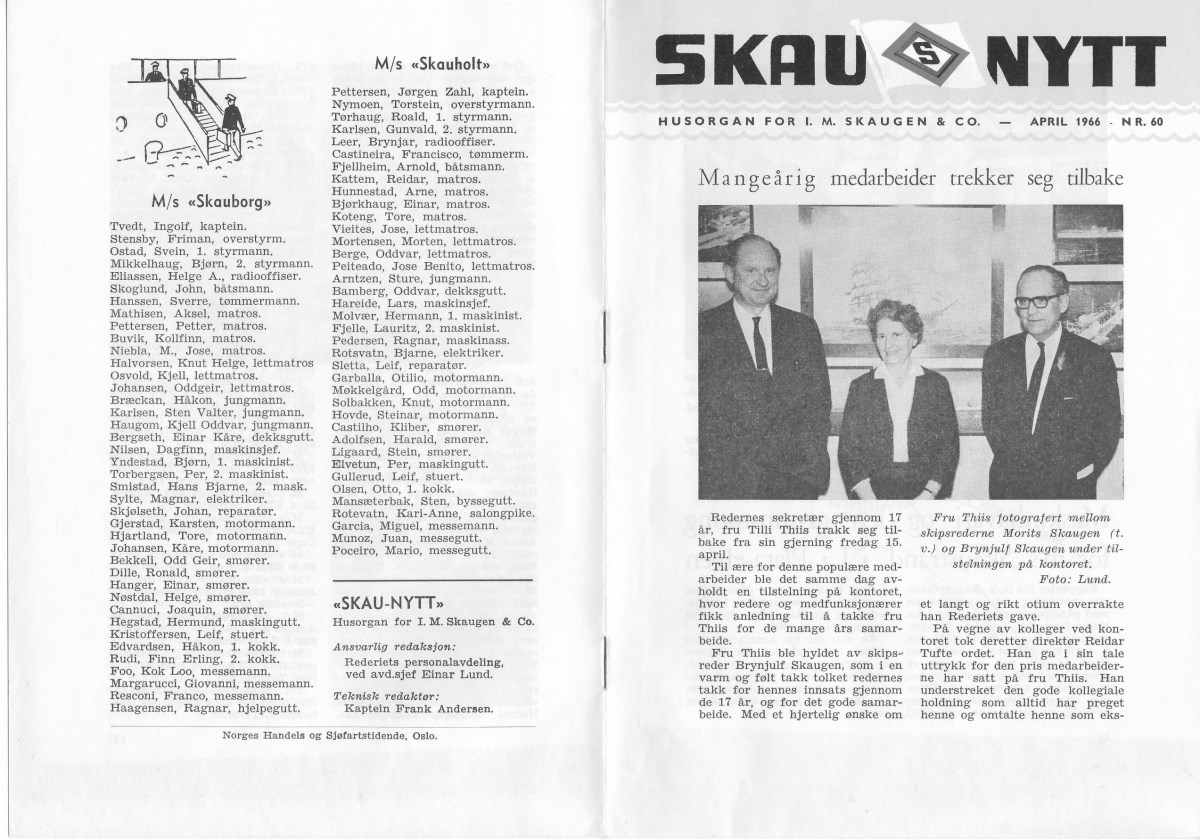 M/s «Skauborg»
Tvedt, Ingolf, kaptein.
Stensby, Friman, overstyrm.
Ostad, Svein, 1. styrmann.
Mikkelhaug, Bjørn, 2. styrmann.
Eliassen, Helge A., radiooffiser.
Skoglund, John, båtsmann.
Hanssen, Sverre, tømmermann.
Mathisen, Aksel, matros.
Pettersen, Petter, matros.
Buvik, Kollfinn, matros.
Niebla, M., Jose, matros.
Halvorsen, Knut Helge, lettmatros
Osvold, Kjell, lettmatros.
Johansen, Oddgeir, lettmatros.
Bræckan, Håkon, jungmann.
Karlsen, Sten Valter, jungmann.
Haugom, Kjell Oddvar, jungmann.
Bergseth, Einar Kåre, dekksgutt.
Nilsen, Dagfinn, maskinsjef.
Yndestad, Bjørn, 1. maskinist.
Torbergsen, Per, 2. maskinist.
Smistad, Hans Bjarne, 2. mask.
Sylte, Magnar, elektriker.
Skjølseth, Johan, reparatør.
Gjerstad, Karsten, motormann.
Hjartland, Tore, motormann.
Johansen, Kåre, motormann.
Bekkell, Odd Geir, smører.
Dille, Ronald, smører.
Hanger, Einar, smører.
Nøstdal, Helge, smører.
Cannuci, Joaquin, smører.
Hegstad, Hermund, maskingutt.
Kristoffersen, Leif, stuert.
Edvardsen, Håkon, 1. kokk.
Rudi, Finn Erling, 2. kokk.
Foo, Kok Loo, messemann.
Margarucci, Giovanni, messemann.
Resconi, Franco, messemann.
Haagensen, Ragnar, hjelpegutt.
M/s «Skauholt»
Pettersen, Jørgen Zahl, kaptein.
Nymoen, Torstein, overstyrmann.
Tørhaug, Roald, 1. styrmann.
Karlsen, Gunvald, 2. styrmann.
Leer, Brynjar, radiooffiser.
Castineira, Francisco, tømmerm.
Fjellheim, Arnold, båtsmann.
Kattem, Reidar, matros.
Hunnestad, Arne, matros.
Bjørkhaug, Einar, matros.
Koteng, Tore, matros.
Vieites, Jose, lettmatros.
Mortensen, Morten, lettmatros.
Berge, Oddvar, lettmatros.
Peiteado, Jose Benito, lettmatros.
Arntzen, Sture, jungmann.
Bamberg, Oddvar, dekksgutt.
Hareide, Lars, maskinsjef.
Molvær, Hermann, 1. maskinist.
Fjelle, Lauritz, 2. maskinist.
Pedersen, Ragnar, maskinass.
Rotsvatn, Bjarne, elektriker.
Sletta, Leif, reparatør.
Garballa, Otilio, motormann.
Møkkelgård, Odd, motormann.
Solbakken, Knut, motormann.
Hovde, Steinar, motormann.
Castilho, Kliber, smører.
Adolfsen, Harald, smører.
Ligaard, Stein, smører.
Elvetun, Per, maskingutt.
Gullerud, Leif, stuert.
Olsen, Otto, 1. kokk.
Mansæterbak, Sten, byssegutt.
Rotevatn, Kari-Anne, salongpike.
Garcia, Miguel, messemann.
Munoz, Juan, messegutt.
Poceiro, Mario, messegutt.
«SKAU-NYTT»
Husorgan for I. M. Skaugen & Co.
Ansvarlig redaksjon:
Rederiets personalavdeling,
ved avd.sjef Einar Lund.
Teknisk redaktør:
Kaptein Frank Andersen.
Norges Handels og Sjøfartstidende, Oslo.
SKAU S NYTT
HUSORGAN FOR I. M. SKAUGEN & CO. — APRIL 1966 - NR. 60
Mangeårig medarbeider trekker seg tilbake
Redernes sekretær gjennom 17
år, fru Tilli Thiis trakk seg til-
bake fra sin gjerning fredag 15.
april.
Til ære for denne populære med-
arbeider ble det samme dag av-
holdt en tilstelning på kontoret,
hvor redere og medfunksjonærer
fikk anledning til å takke fru
Thiis for de mange års samar-
beide.
Fru Thiis ble hyldet av skips-
reder Brynjulf Skaugen, som i en
varm og følt takk tolket redernes
takk for hennes innsats gjennom
de 17 år, og for det gode samar-
beide. Med et hjertelig ønske om
Fru Thiis fotografert mellom
skipsrederne Morits Skaugen (t.
v.) og Brynjulf Skaugen under til-
stelningen på kontoret.
Foto: Lund.
et langt og rikt otium overrakte
han Rederiets gave.
På vegne av kolleger ved kon-
toret tok deretter direktør Reidar
Tufte ordet. Han ga i sin tale
uttrykk for den pris medarbeider-
ne har satt på fru Thiis. Han
understreket den gode kollegiale
holdning som alltid har preget
henne og omtalte henne som eks-